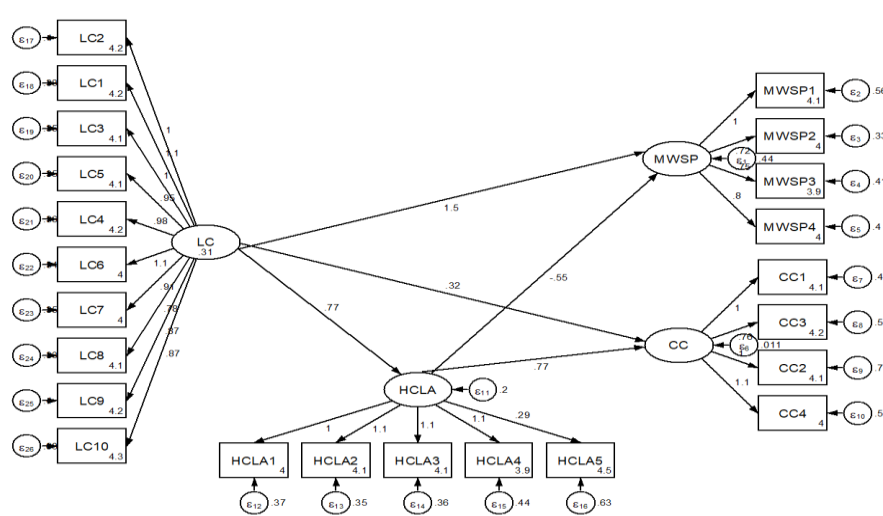 ε17 LC2 4.2
ε18 LC1 4.2
ε19 LC3 4.1
ε20 LC5 4.1
ε21 LC4 4.2
ε22 LC6 4
ε23 LC7 4
ε24 LC8 4.1
ε25 LC9 4.2
ε26 LC10 4.3
1
1.1
.95
.98
1.1
.91
.78
.87
LC
.31
1.5
.32
.77
-.55
.77
MWSP
.44
1
.8
MWSP1 4.1 ε2
MWSP2 4 ε3
MWSP3 3.9 ε4
MWSP4 4 ε5 .4
CC
ε6 .011
1
1.1
CC1 4.1 ε7 .4
CC3 4.2 ε8 .5
CC2 4.1 ε9 .7
CC4 4 ε10 .5
HCLA
ε11 .2
1
1.1
1.1
1.1
.29
HCLA1 4
HCLA2 4.1
HCLA3 4.1
HCLA4 3.9
HCLA5 4.5
ε12 .37
ε13 .35
ε14 .36
ε15 .44
ε16 .63